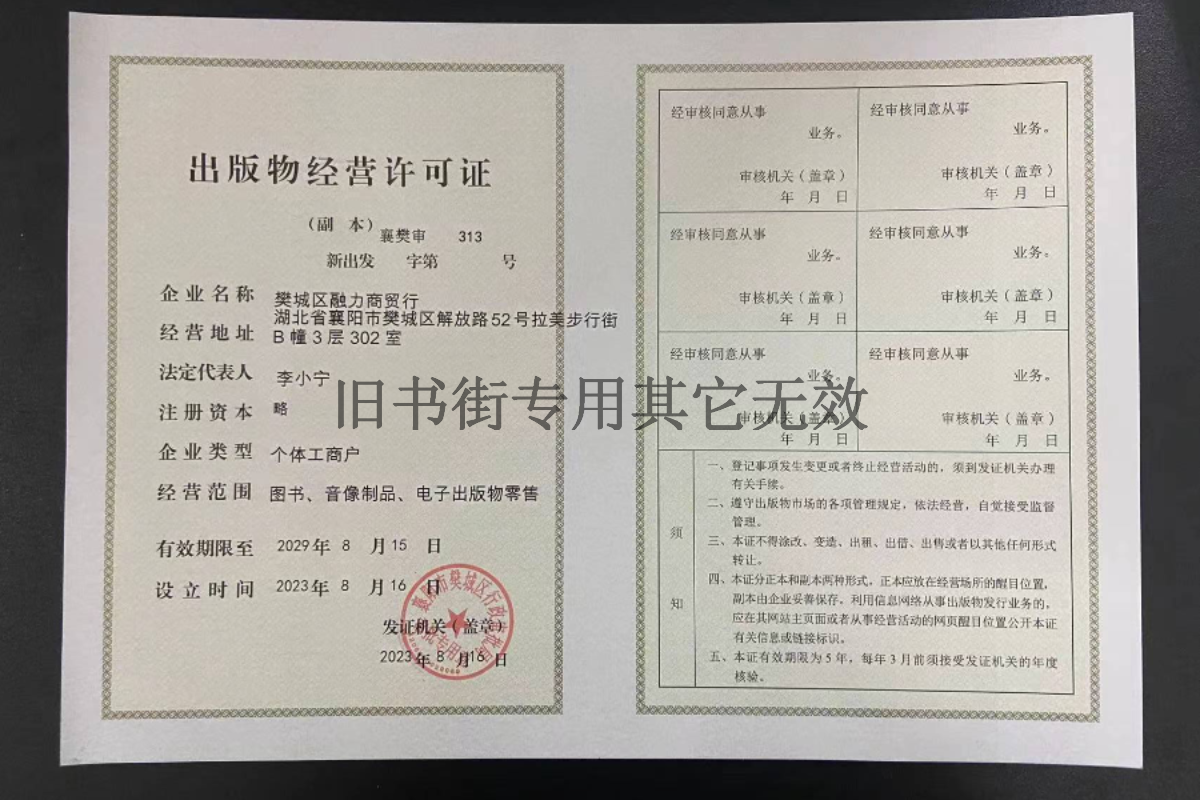 出版物经营许可证
（副 本）
襄樊审 313
新出发 字第 号
企业名称 樊城区融力商贸行
经营地址 湖北省襄阳市樊城区解放路52号拉美步行街
B幢3层302室
法定代表人 李小宁
注册资本 略
企业类型 个体工商户
经营范围 图书、音像制品、电子出版物零售
有效期限至 2029年 8 月15 日
设立时间 2023年 8 月16 日
发证机关（盖章）
2023年 8 月16日
襄阳市樊城区行政
旧书街专用其它无效
经审核同意从事
业务。
审核机关（盖章）
年 月 日
经审核同意从事
业务。
审核机关（盖章）
年 月 日
经审核同意从事
业务。
审核机关（盖章）
年 月 日
经审核同意从事
业务。
审核机关（盖章）
年 月 日
经审核同意从事
业务。
审核机关（盖章）
年 月 日
经审核同意从事
业务。
审核机关（盖章）
年 月 日
须知
一、登记事项发生变更或者终止经营活动的，须到发证机关办理
有关手续。
二、遵守出版物市场的各项管理规定，依法经营，自觉接受监督
管理。
三、本证不得涂改、变造、出租、出借、出售或者以其他任何形式
转让。
四、本证分正本和副本两种形式，正本应放在经营场所的醒目位置，
副本由企业妥善保存，利用信息网络从事出版物发行业务的，
应在其网站主页面或者从事经营活动的网页醒目位置公开本证
有关信息或链接标识。
五、本证有效期限为5年，每年3月前须接受发证机关的年度
核验。